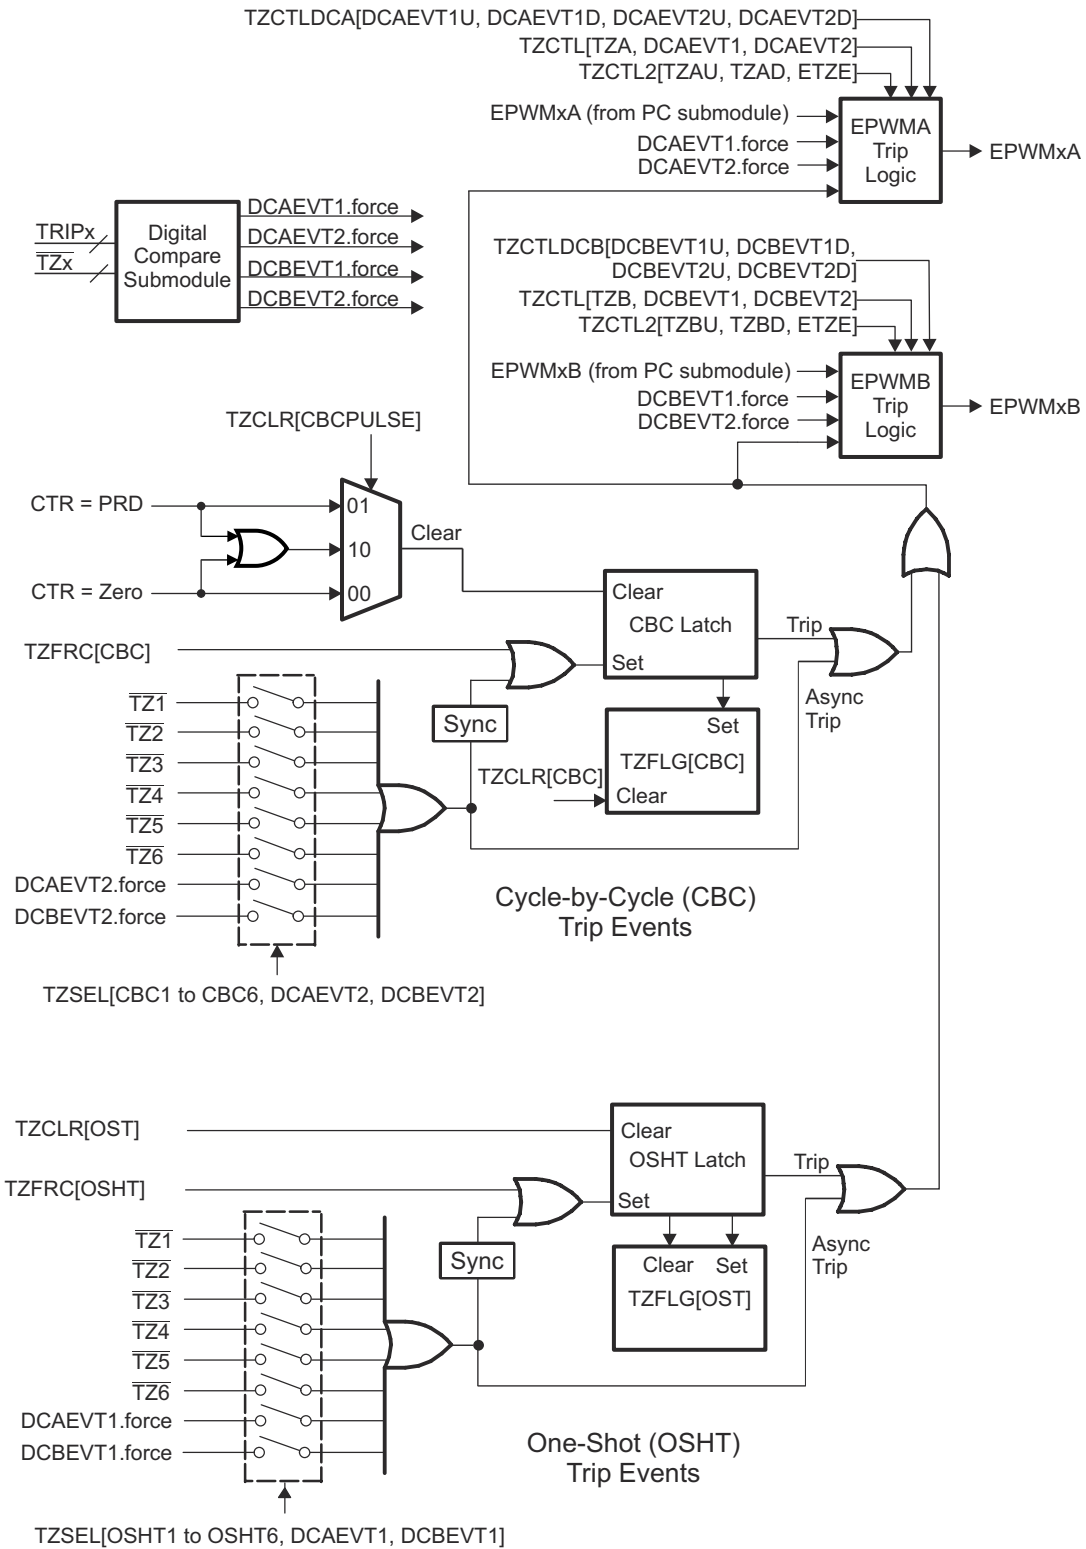 TZCTLDCA[DCAEVT1U, DCAEVT1D, DCAEVT2U, DCAEVT2D]
TZCTL[TZA, DCAEVT1, DCAEVT2]
TZCTL2[TZAU, TZAD, ETZE]
EPWMxA (from PC submodule)
DCAEVT1.force
DCAEVT2.force
EPWMA
Trip
Logic
EPWMxA
TRIPx
TZx
Digital
Compare
Submodule
DCAEVT1.force
DCAEVT2.force
DCBEVT1.force
DCBEVT2.force
TZCTLDCB[DCBEVT1U, DCBEVT1D,
DCBEVT2U, DCBEVT2D]
TZCTL[TZB, DCBEVT1, DCBEVT2]
TZCTL2[TZBU, TZBD, ETZE]
EPWMxB (from PC submodule)
DCBEVT1.force
DCBEVT2.force
EPWMB
Trip
Logic
EPWMxB
TZCLR[CBCPULSE]
CTR = PRD
CTR = Zero
01
10
00
Clear
Clear
CBC Latch
Set
Trip
TZFRC[CBC]
TZ1
TZ2
TZ3
TZ4
TZ5
TZ6
DCAEVT2.force
DCBEVT2.force
Sync
Set
TZFLG[CBC]
Clear
TZCLR[CBC]
Async
Trip
Cycle-by-Cycle (CBC)
Trip Events
TZSEL[CBC1 to CBC6, DCAEVT2, DCBEVT2]
TZCLR[OST]
TZFRC[OSHT]
Clear
OSHT Latch
Set
Trip
TZ1
TZ2
TZ3
TZ4
TZ5
TZ6
DCAEVT1.force
DCBEVT1.force
Sync
Clear Set
TZFLG[OST]
Async
Trip
One-Shot (OSHT)
Trip Events
TZSEL[OSHT1 to OSHT6, DCAEVT1, DCBEVT1]